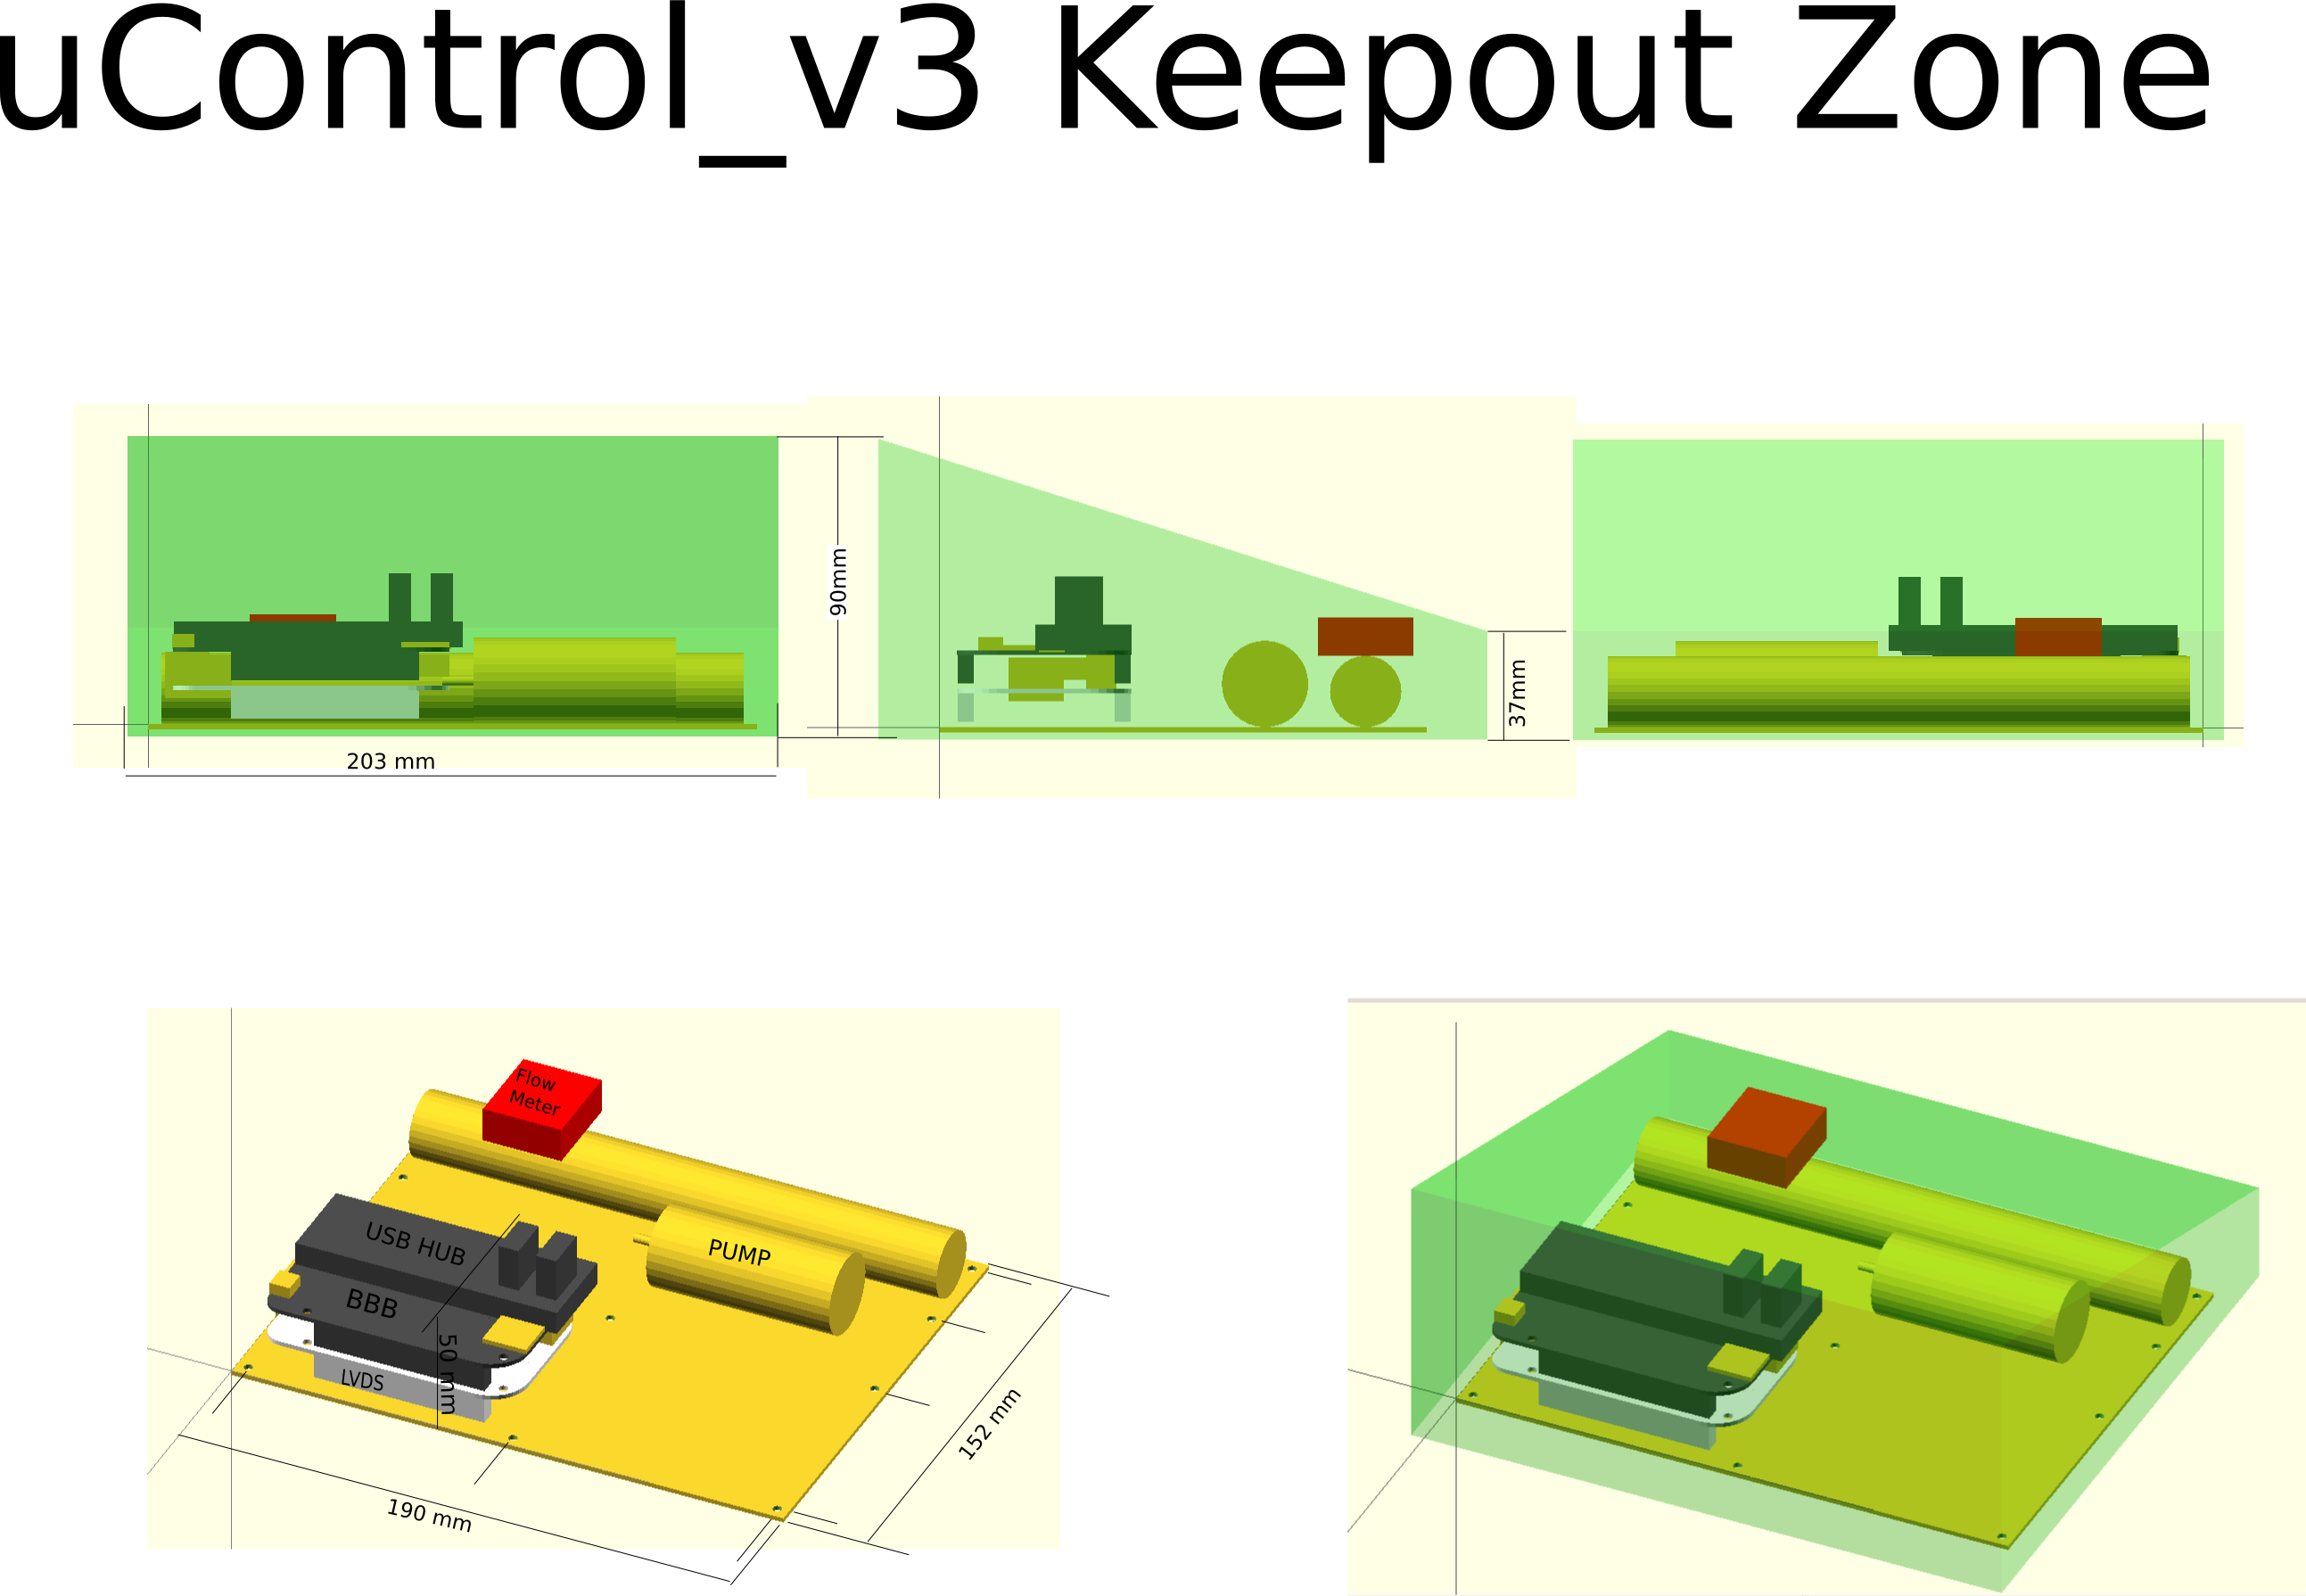 uControl_v3 Keepout Zone
90mm
37mm
203 mm
Flow
Meter
USB HUB
PUMP
BBB
50 mm
LVDS
152 mm
190 mm